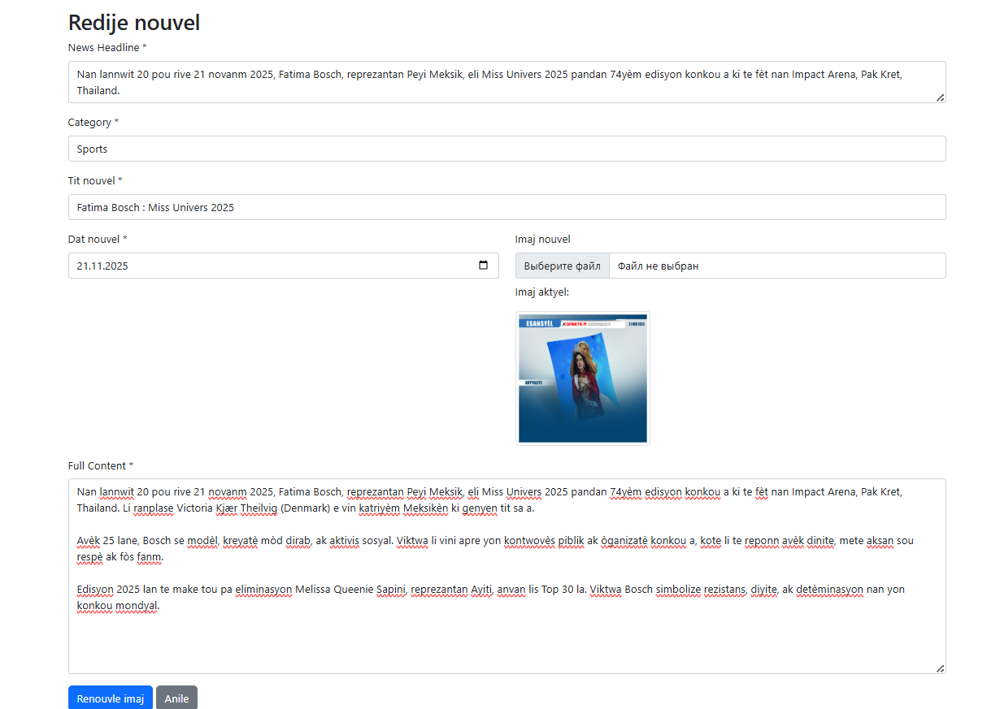 Redije nouvel
News Headline *
Nan lannwit 20 pou rive 21 novanm 2025, Fatima Bosch, reprezantan Peyi Meksik, eli Miss Univers 2025 pandan 74yèm edisyon konkou a ki te fèt nan Impact Arena, Pak Kret,
Thailand.
Category *
Sports
Tit nouvel *
Fatima Bosch : Miss Univers 2025
Dat nouvel *
Imaj nouvel
21.11.2025
Выберите файл
Файл не выбран
Imaj aktyel:
ESANSYÈL
KONEKTE.M
21 NOV 2025
AKTYALITE
Full Content *
Nan lannwit 20 pou rive 21 novanm 2025, Fatima Bosch, reprezantan Peyi Meksik, eli Miss Univers 2025 pandan 74yèm edisyon konkou a ki te fèt nan Impact Arena, Pak Kret,
Thailand. Li ranplase Victoria Kjær Theilvig (Denmark) e vin katriyèm Meksikèn ki genyen tit sa a.
Avèk 25 lane, Bosch se modèl, kreyatè mòd dirab, ak aktivis sosyal. Viktwa li vini apre yon kontwovès piblik ak òganizatè konkou a, kote li te reponn avèk dinite, mete aksan sou
respè ak fòs fanm.
Edisyon 2025 lan te make tou pa eliminasyon Melissa Queenie Sapini, reprezantan Ayiti, anvan lis Top 30 la. Viktwa Bosch simbolize rezistans, diyite, ak detèminasyon nan yon
konkou mondyal.
Renouvle imaj
Anile